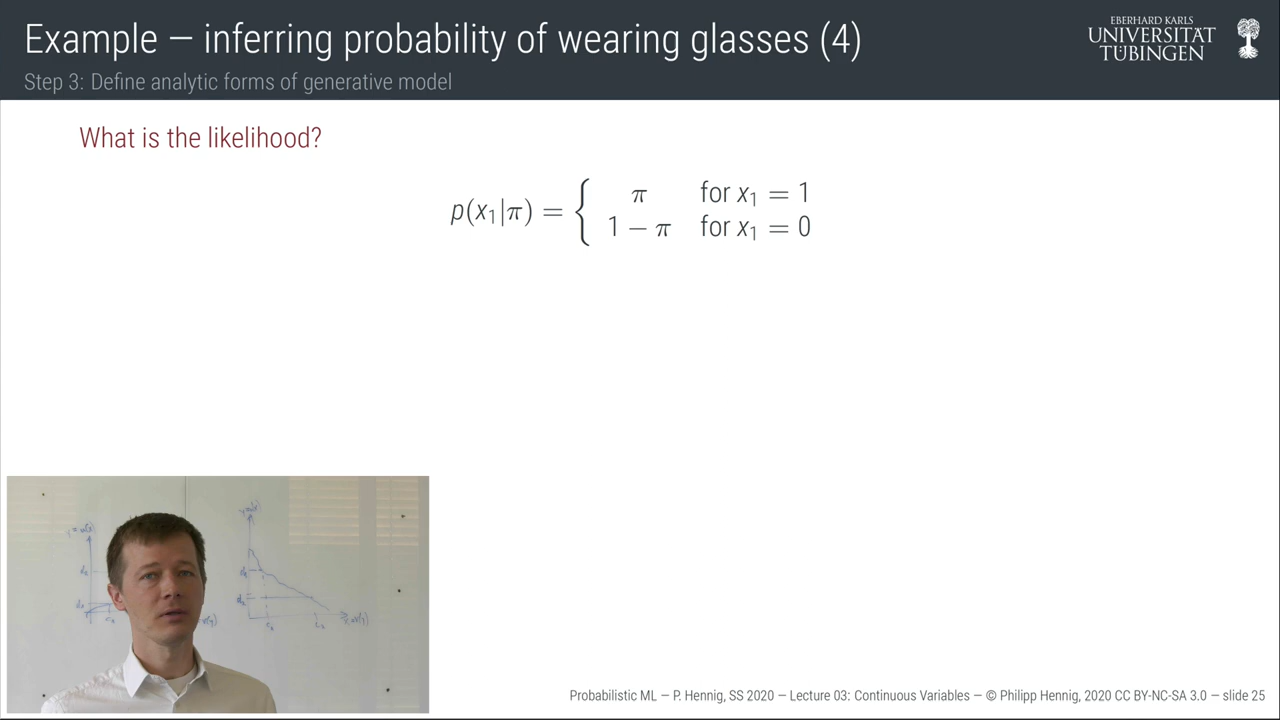 Example — inferring probability of wearing glasses (4)
Step 3: Define analytic forms of generative model
EBERHARD KARLS
UNIVERSITÄT
TÜBINGEN
What is the likelihood?
p(x₁|π) = { π for x₁ = 1
1 − π for x₁ = 0
Probabilistic ML — P. Hennig, SS 2020 — Lecture 03: Continuous Variables — © Philipp Hennig, 2020 CC BY-NC-SA 3.0 — slide 25